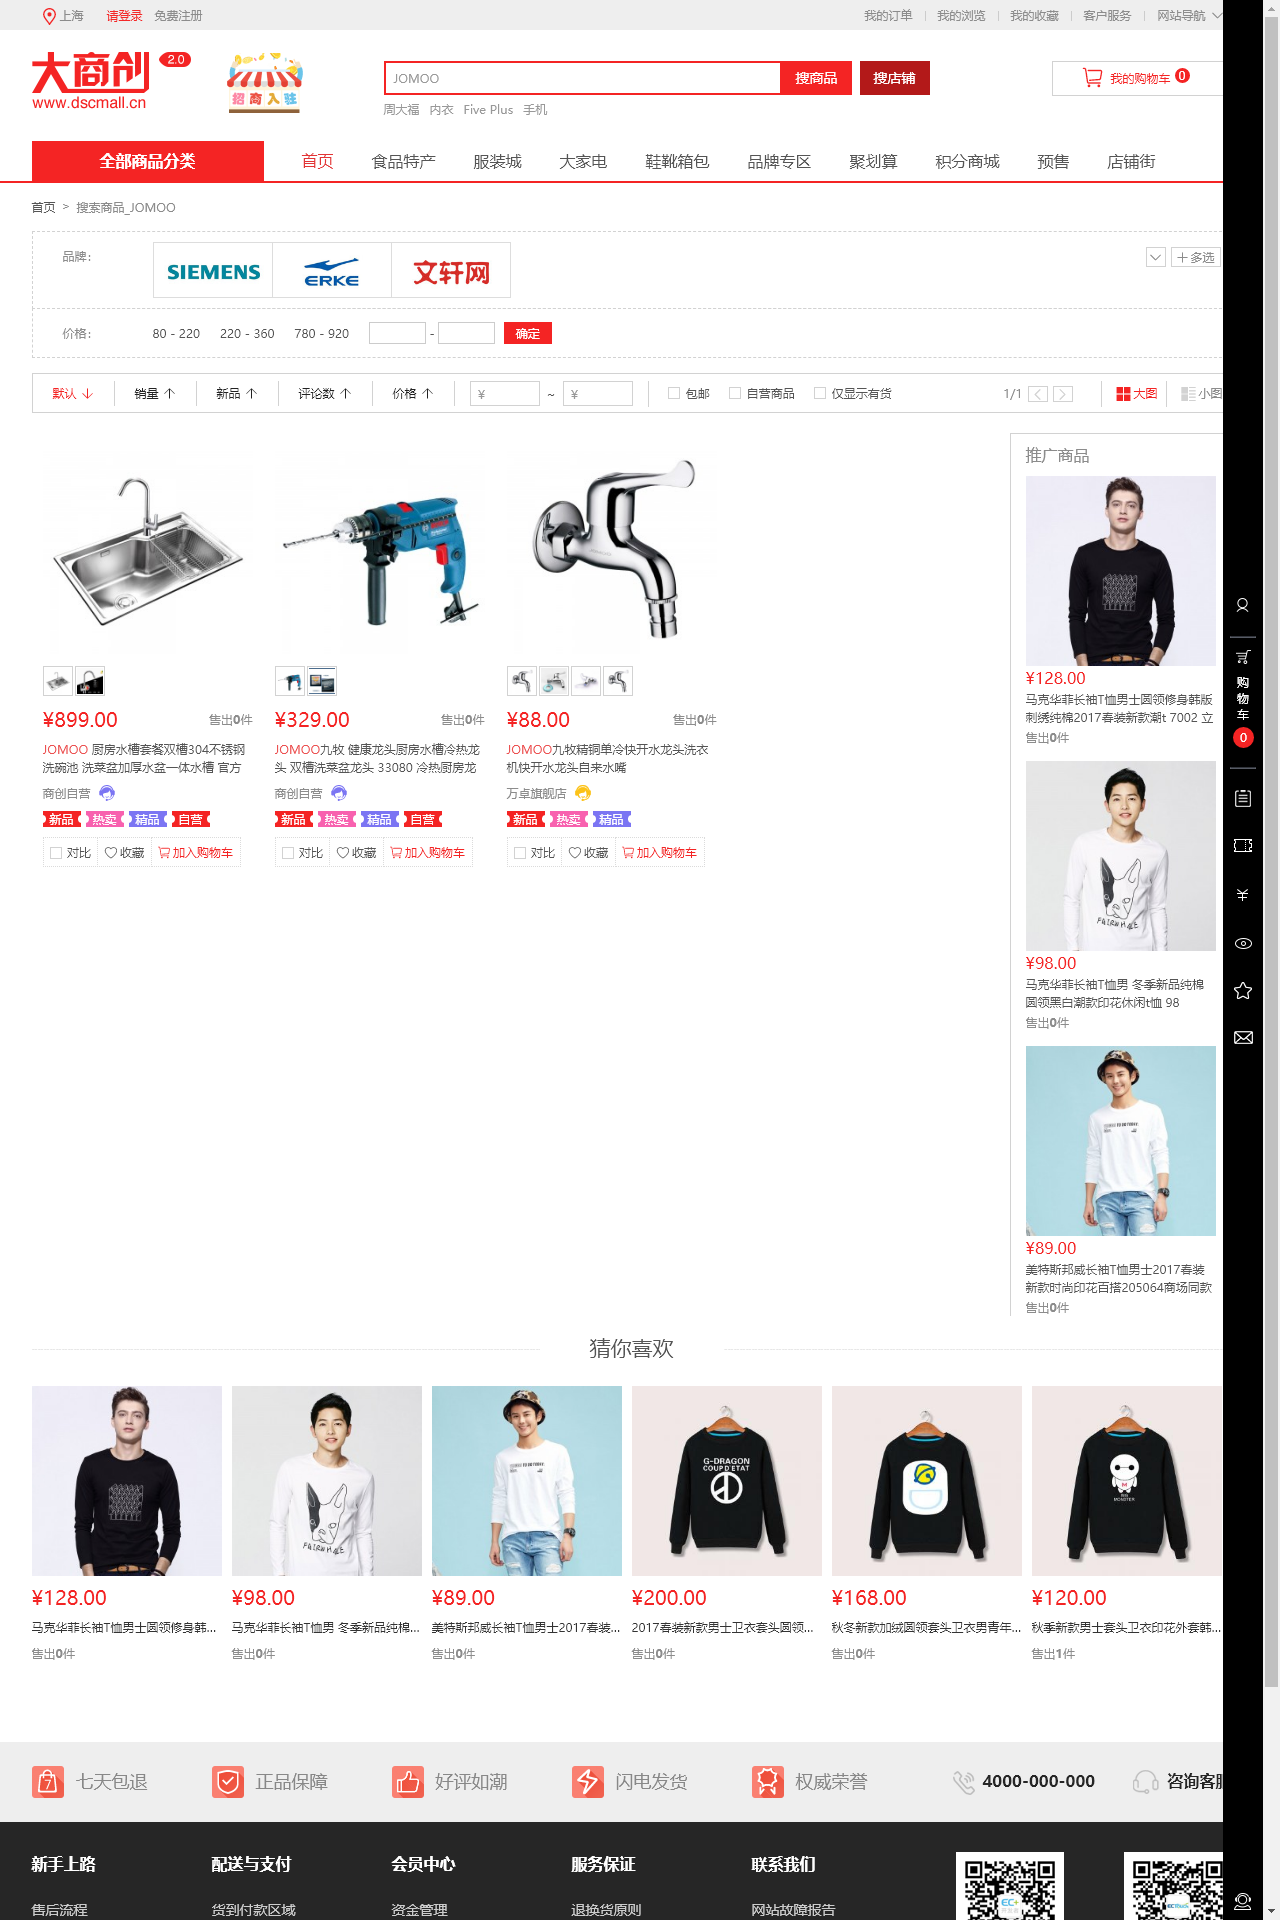 上海 请登录 免费注册 我的订单 我的浏览 我的收藏 客户服务 网站导航
大商创 2.0
www.dscmall.cn
招商入驻
JOMOO 搜商品 搜店铺
我的购物车 0
周大福 内衣 Five Plus 手机
全部商品分类 首页 食品特产 服装城 大家电 鞋靴箱包 品牌专区 聚划算 积分商城 预售 店铺街
首页 > 搜索商品_JOMOO
品牌: SIEMENS ERKE 文轩网 多选
价格: 80 - 220 220 - 360 780 - 920 - 确定
默认 销量 新品 评论数 价格 ¥ ~ ¥ 包邮 自营商品 仅显示有货 1/1 大图 小图
推广商品
¥128.00
马克华菲长袖T恤男士圆领修身韩版
刺绣纯棉2017春装新款潮t 7002 立
售出0件
¥98.00
马克华菲长袖T恤男 冬季新品纯棉
圆领黑白潮款印花休闲t恤 98
售出0件
¥89.00
美特斯邦威长袖T恤男士2017春装
新款时尚印花百搭205064商场同款
售出0件
购物车
0
¥899.00 售出0件
JOMOO 厨房水槽套餐双槽304不锈钢
洗碗池 洗菜盆加厚水盆一体水槽 官方
商创自营
新品 热卖 精品 自营
对比 收藏 加入购物车
¥329.00 售出0件
JOMOO九牧 健康龙头厨房水槽冷热龙
头 双槽洗菜盆龙头 33080 冷热厨房龙
商创自营
新品 热卖 精品 自营
对比 收藏 加入购物车
¥88.00 售出0件
JOMOO九牧精铜单冷快开水龙头洗衣
机快开水龙头自来水嘴
万卓旗舰店
新品 热卖 精品
对比 收藏 加入购物车
猜你喜欢
G-DRAGON
COUP D'ETAT
¥128.00 ¥98.00 ¥89.00 ¥200.00 ¥168.00 ¥120.00
马克华菲长袖T恤男士圆领修身韩... 马克华菲长袖T恤男 冬季新品纯棉... 美特斯邦威长袖T恤男士2017春装... 2017春装新款男士卫衣套头圆领... 秋冬新款加绒圆领套头卫衣男青年... 秋季新款男士套头卫衣印花外套韩...
售出0件 售出0件 售出0件 售出0件 售出0件 售出1件
七天包退 正品保障 好评如潮 闪电发货 权威荣誉 4000-000-000 咨询客服
新手上路 配送与支付 会员中心 服务保证 联系我们
售后流程 货到付款区域 资金管理 退换货原则 网站故障报告